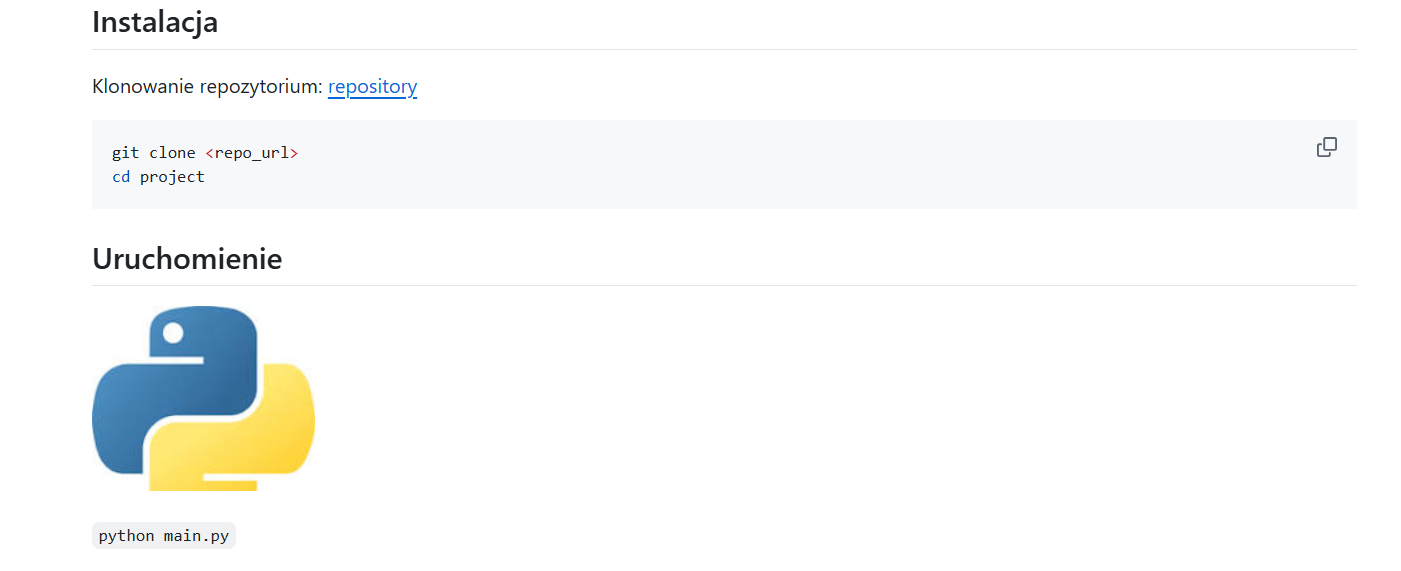 Instalacja
Klonowanie repozytorium: repository
git clone <repo_url>
cd project
Uruchomienie
python main.py